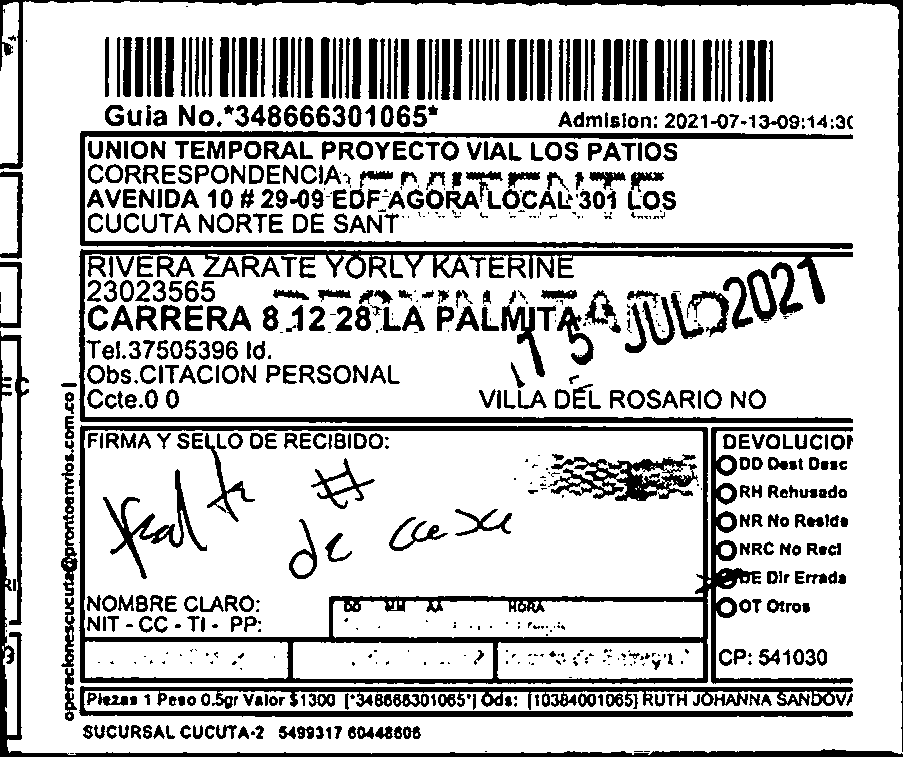 Guia No.*348666301065*
Admision: 2021-07-13-09:14:30
UNION TEMPORAL PROYECTO VIAL LOS PATIOS
CORRESPONDENCIA
AVENIDA 10 # 29-09 EDF AGORA LOCAL 301 LOS
CUCUTA NORTE DE SANT
RIVERA ZARATE YORLY KATERINE
23023565
CARRERA 8 12 28 LA PALMITA
15 JUL 2021
Tel.37505396 Id.
Obs.CITACION PERSONAL
Ccte.0 0
VILLA DEL ROSARIO NO
operacionescucuta@prontoenvios.com.co
FIRMA Y SELLO DE RECIBIDO:
falta #
de casa
NOMBRE CLARO:
NIT - CC - TI - PP:
DD MM AA HORA
DEVOLUCION
DD Dest Desc
RH Rehusado
NR No Reside
NRC No Recl
DE Dir Errada
OT Otros
CP: 541030
Piezas 1 Peso 0.5gr Valor $1300 [*348666301065*] Ods: [10384001065] RUTH JOHANNA SANDOVA
SUCURSAL CUCUTA-2 5499317 60448606